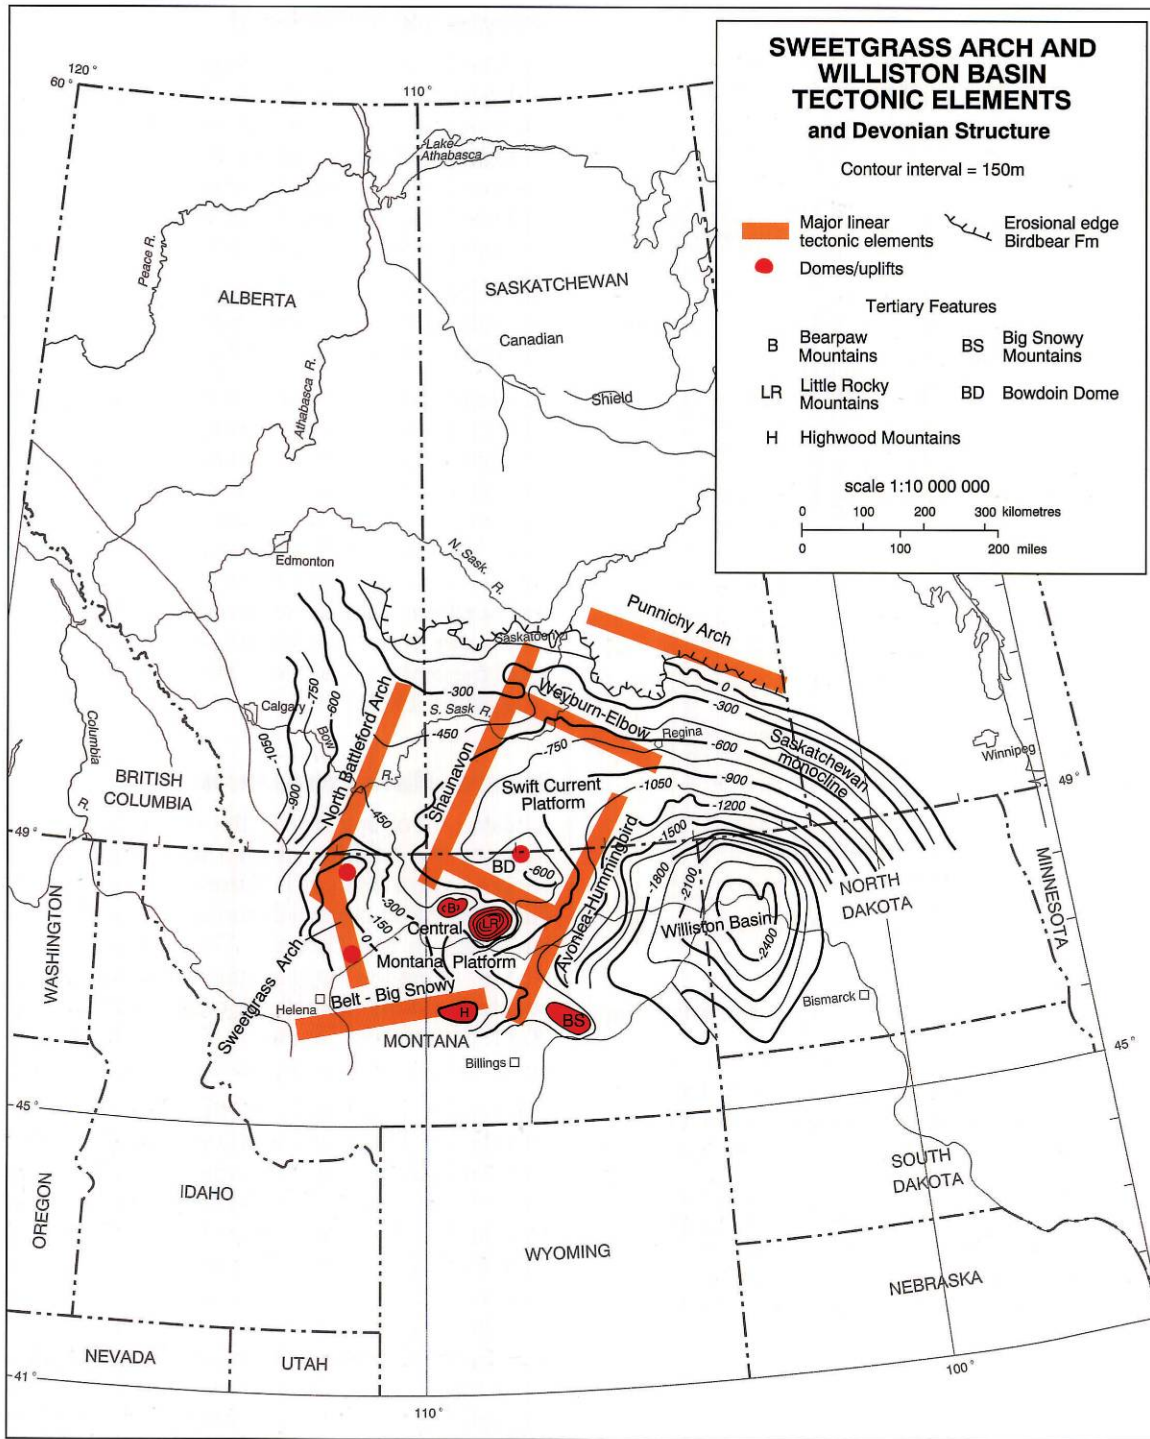 SWEETGRASS ARCH AND
WILLISTON BASIN
TECTONIC ELEMENTS
and Devonian Structure
Contour interval = 150m
Major linear
tectonic elements
Erosional edge
Birdbear Fm
Domes/uplifts
Tertiary Features
B Bearpaw
Mountains
BS Big Snowy
Mountains
LR Little Rocky
Mountains
BD Bowdoin Dome
H Highwood Mountains
scale 1:10 000 000
0 100 200 300 kilometres
0 100 200 miles
120°
60°
110°
Lake
Athabasca
Peace R.
ALBERTA
SASKATCHEWAN
Canadian
Shield
Athabasca R.
Edmonton
N. Sask. R.
Saskatoon
Punnichy Arch
Calgary
Bow
R.
Columbia
R.
BRITISH
COLUMBIA
North Battleford Arch
S. Sask R.
Shaunavon
Weyburn-Elbow
Regina
Saskatchewan
monocline
Winnipeg
49°
Swift Current
Platform
0
-300
-600
-900
-1050
-1200
-1500
-1800
-2100
-2400
-300
-450
-750
-750
-600
-900
-1050
-450
-300
-150
0
-600
49°
BD
B
LR
Central
Montana Platform
Avonlea-Hummingbird
Williston Basin
NORTH
DAKOTA
MINNESOTA
WASHINGTON
Sweetgrass Arch
Helena
Belt - Big Snowy
H
BS
MONTANA
Billings
Bismarck
45°
45°
OREGON
IDAHO
WYOMING
SOUTH
DAKOTA
NEBRASKA
NEVADA
UTAH
41°
110°
100°